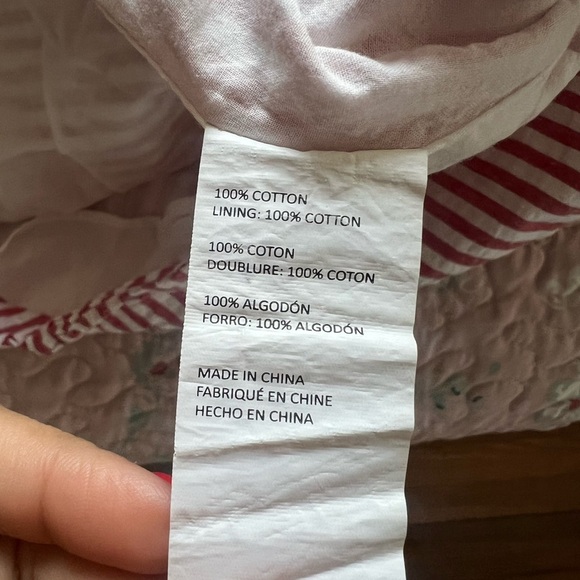 100% COTTON
LINING: 100% COTTON
100% COTON
DOUBLURE: 100% COTON
100% ALGODÓN
FORRO: 100% ALGODÓN
MADE IN CHINA
FABRIQUÉ EN CHINE
HECHO EN CHINA